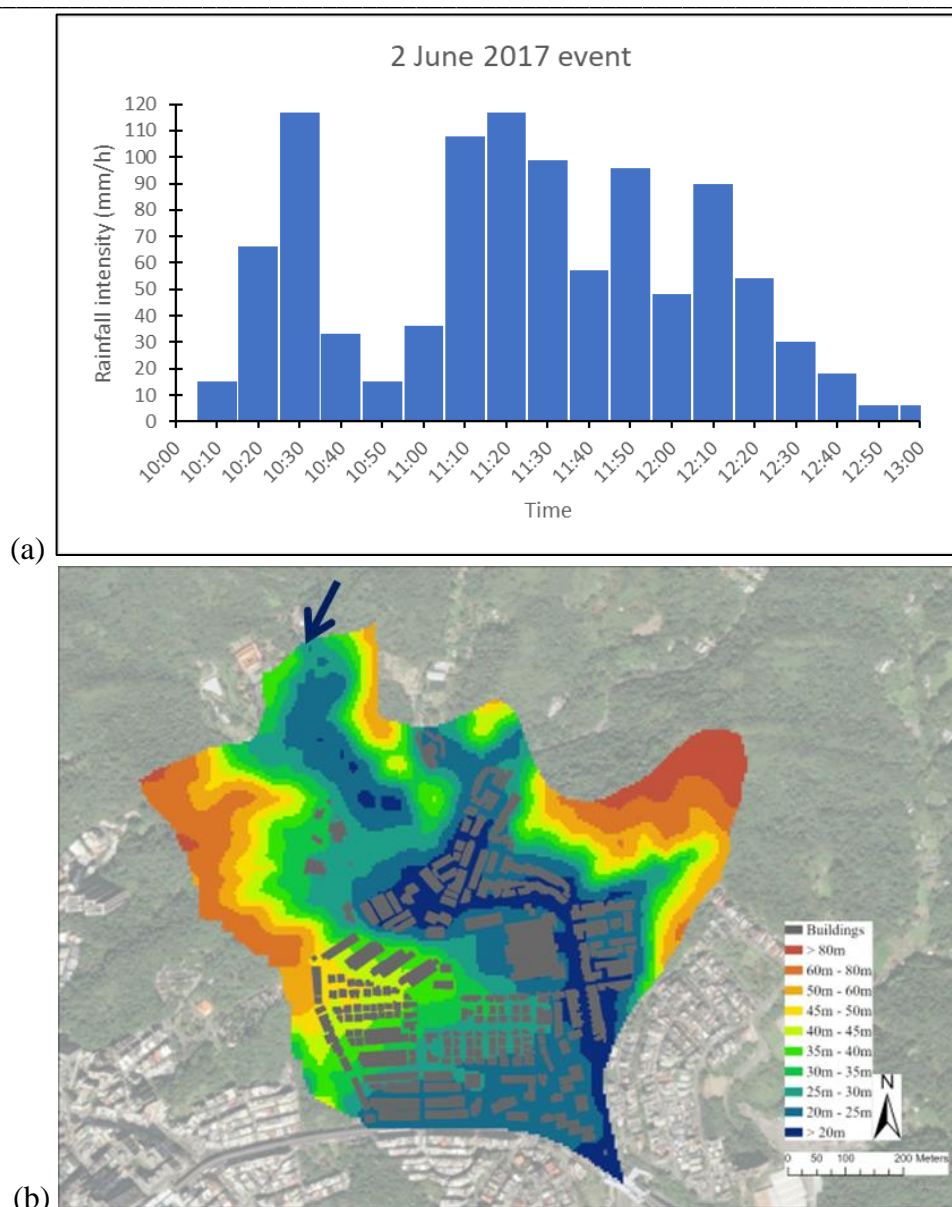 2 June 2017 event
Rainfall intensity (mm/h)
120
110
100
90
80
70
60
50
40
30
20
10
0
10:00 10:10 10:20 10:30 10:40 10:50 11:00 11:10 11:20 11:30 11:40 11:50 12:00 12:10 12:20 12:30 12:40 12:50 13:00
Time
(a)
Buildings
> 80m
60m - 80m
50m - 60m
45m - 50m
40m - 45m
35m - 40m
30m - 35m
25m - 30m
20m - 25m
> 20m
N
0 50 100 200 Meters
(b)